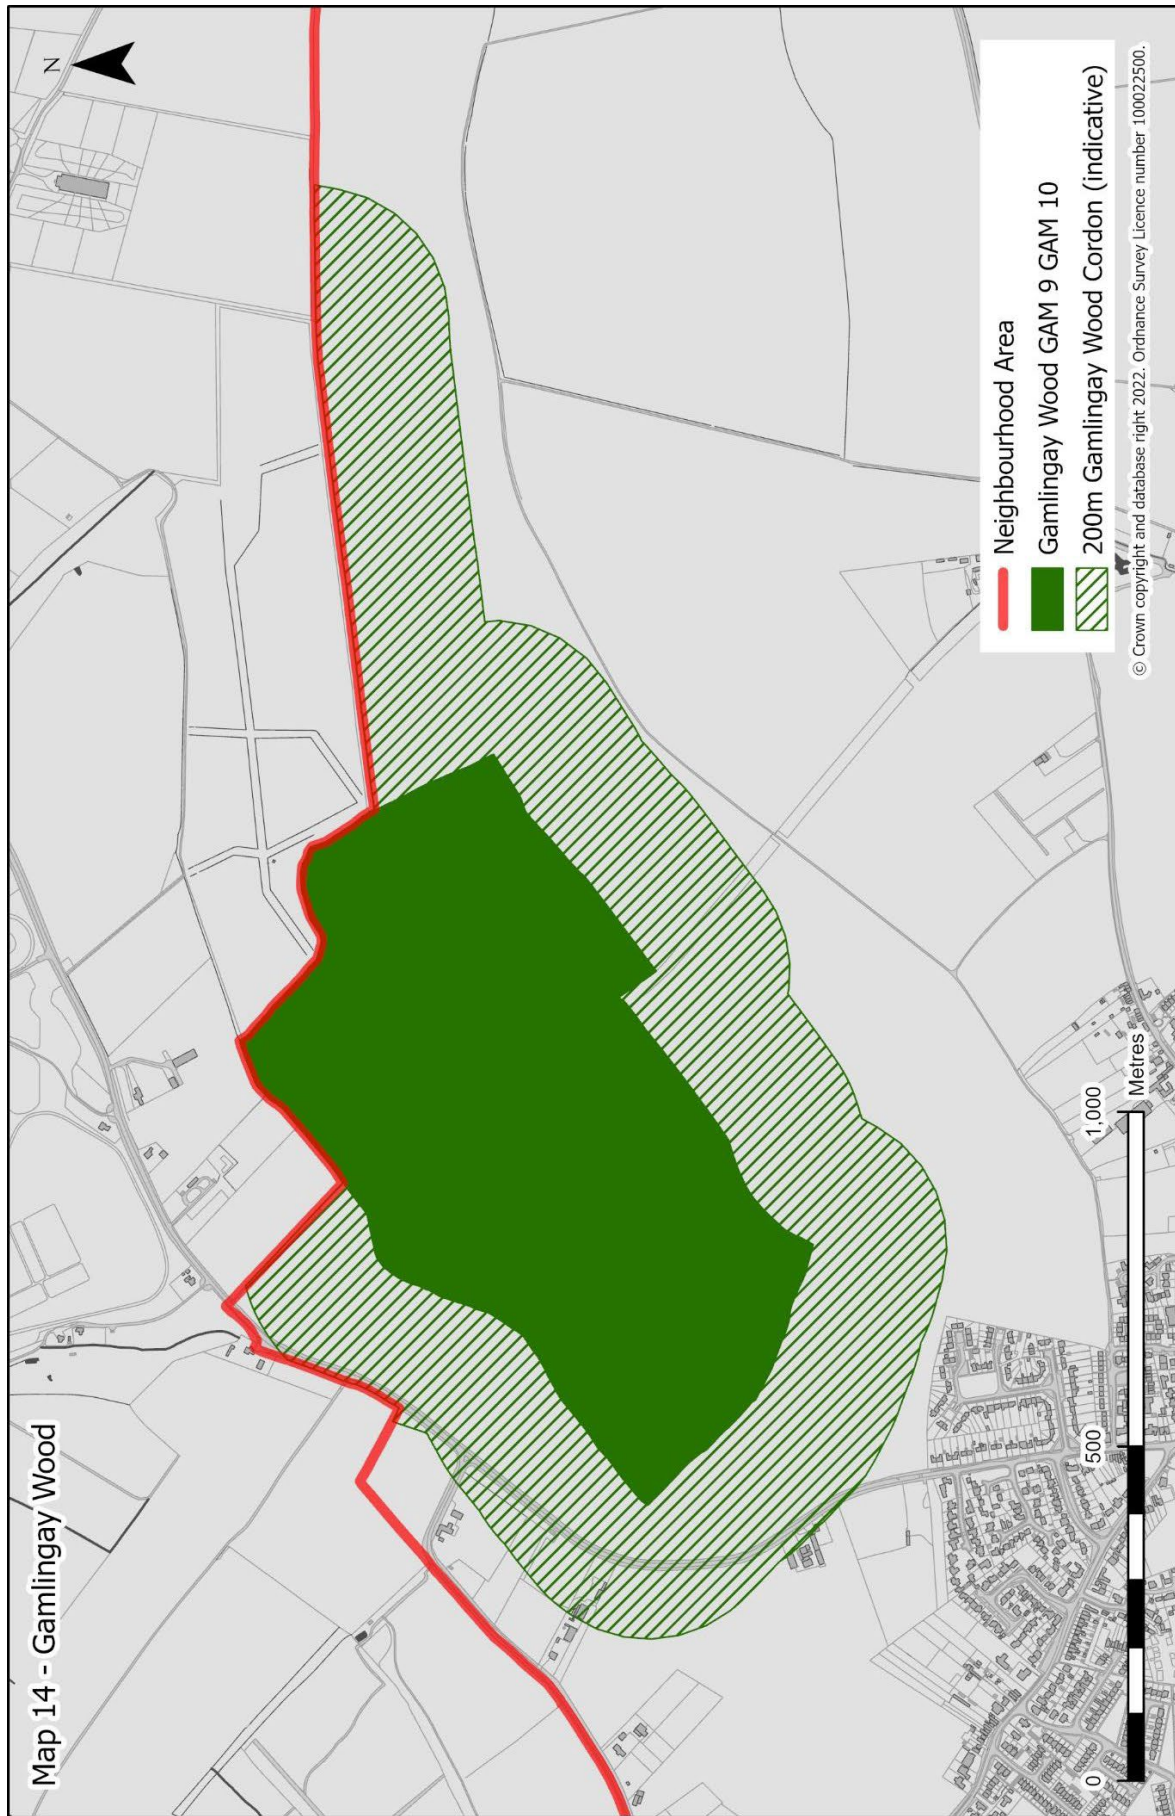 Map 14 - Gamlingay Wood
N
Neighbourhood Area
Gamlingay Wood GAM 9 GAM 10
200m Gamlingay Wood Cordon (indicative)
© Crown copyright and database right 2022. Ordnance Survey Licence number 100022500.
0 500 1,000
Metres